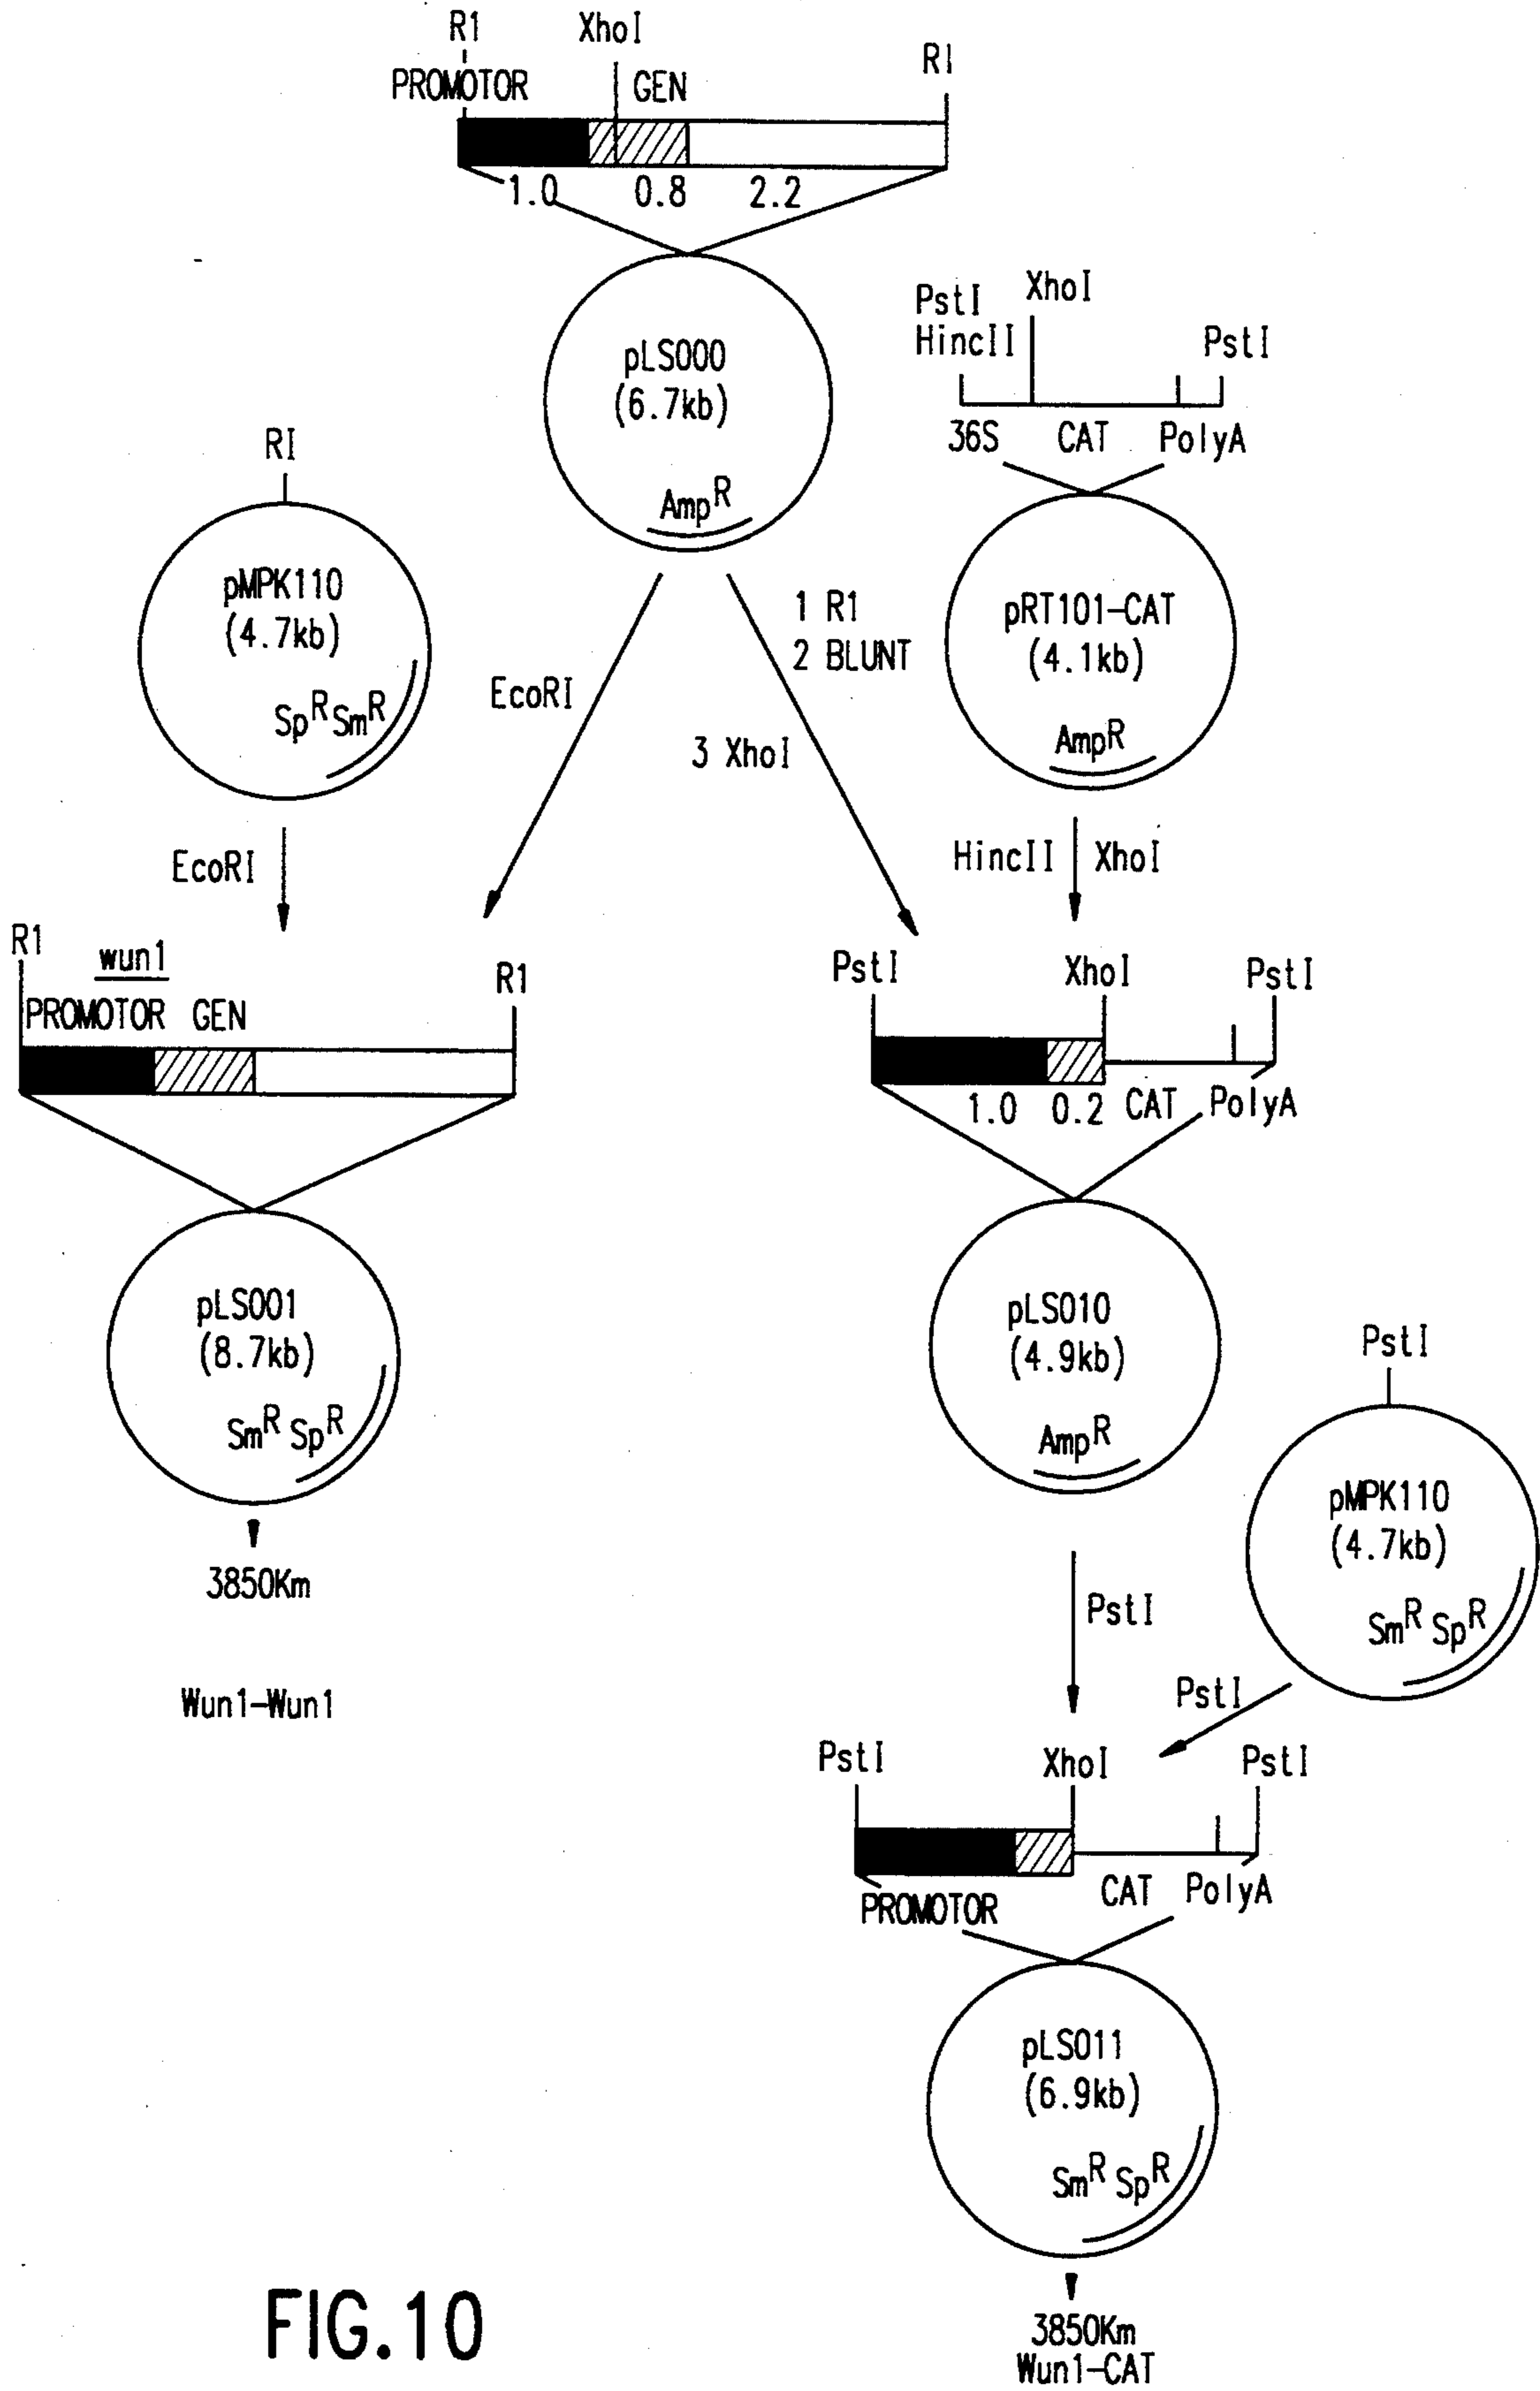 R1 XhoI R1
PROMOTOR GEN
1.0 0.8 2.2
pLS000
(6.7kb)
AmpR
PstI XhoI
HincII PstI
36S CAT PolyA
pRT101-CAT
(4.1kb)
AmpR
RI
pMPK110
(4.7kb)
SpR SmR
EcoRI
1 R1
2 BLUNT
3 XhoI
EcoRI
HincII XhoI
R1 wun1 R1
PROMOTOR GEN
pLS001
(8.7kb)
SmR SpR
3850Km
Wun1-Wun1
PstI XhoI PstI
1.0 0.2 CAT PolyA
pLS010
(4.9kb)
AmpR
PstI
pMPK110
(4.7kb)
SmR SpR
PstI
PstI
PstI XhoI PstI
PROMOTOR CAT PolyA
pLS011
(6.9kb)
SmR SpR
3850Km
Wun1-CAT
FIG.10